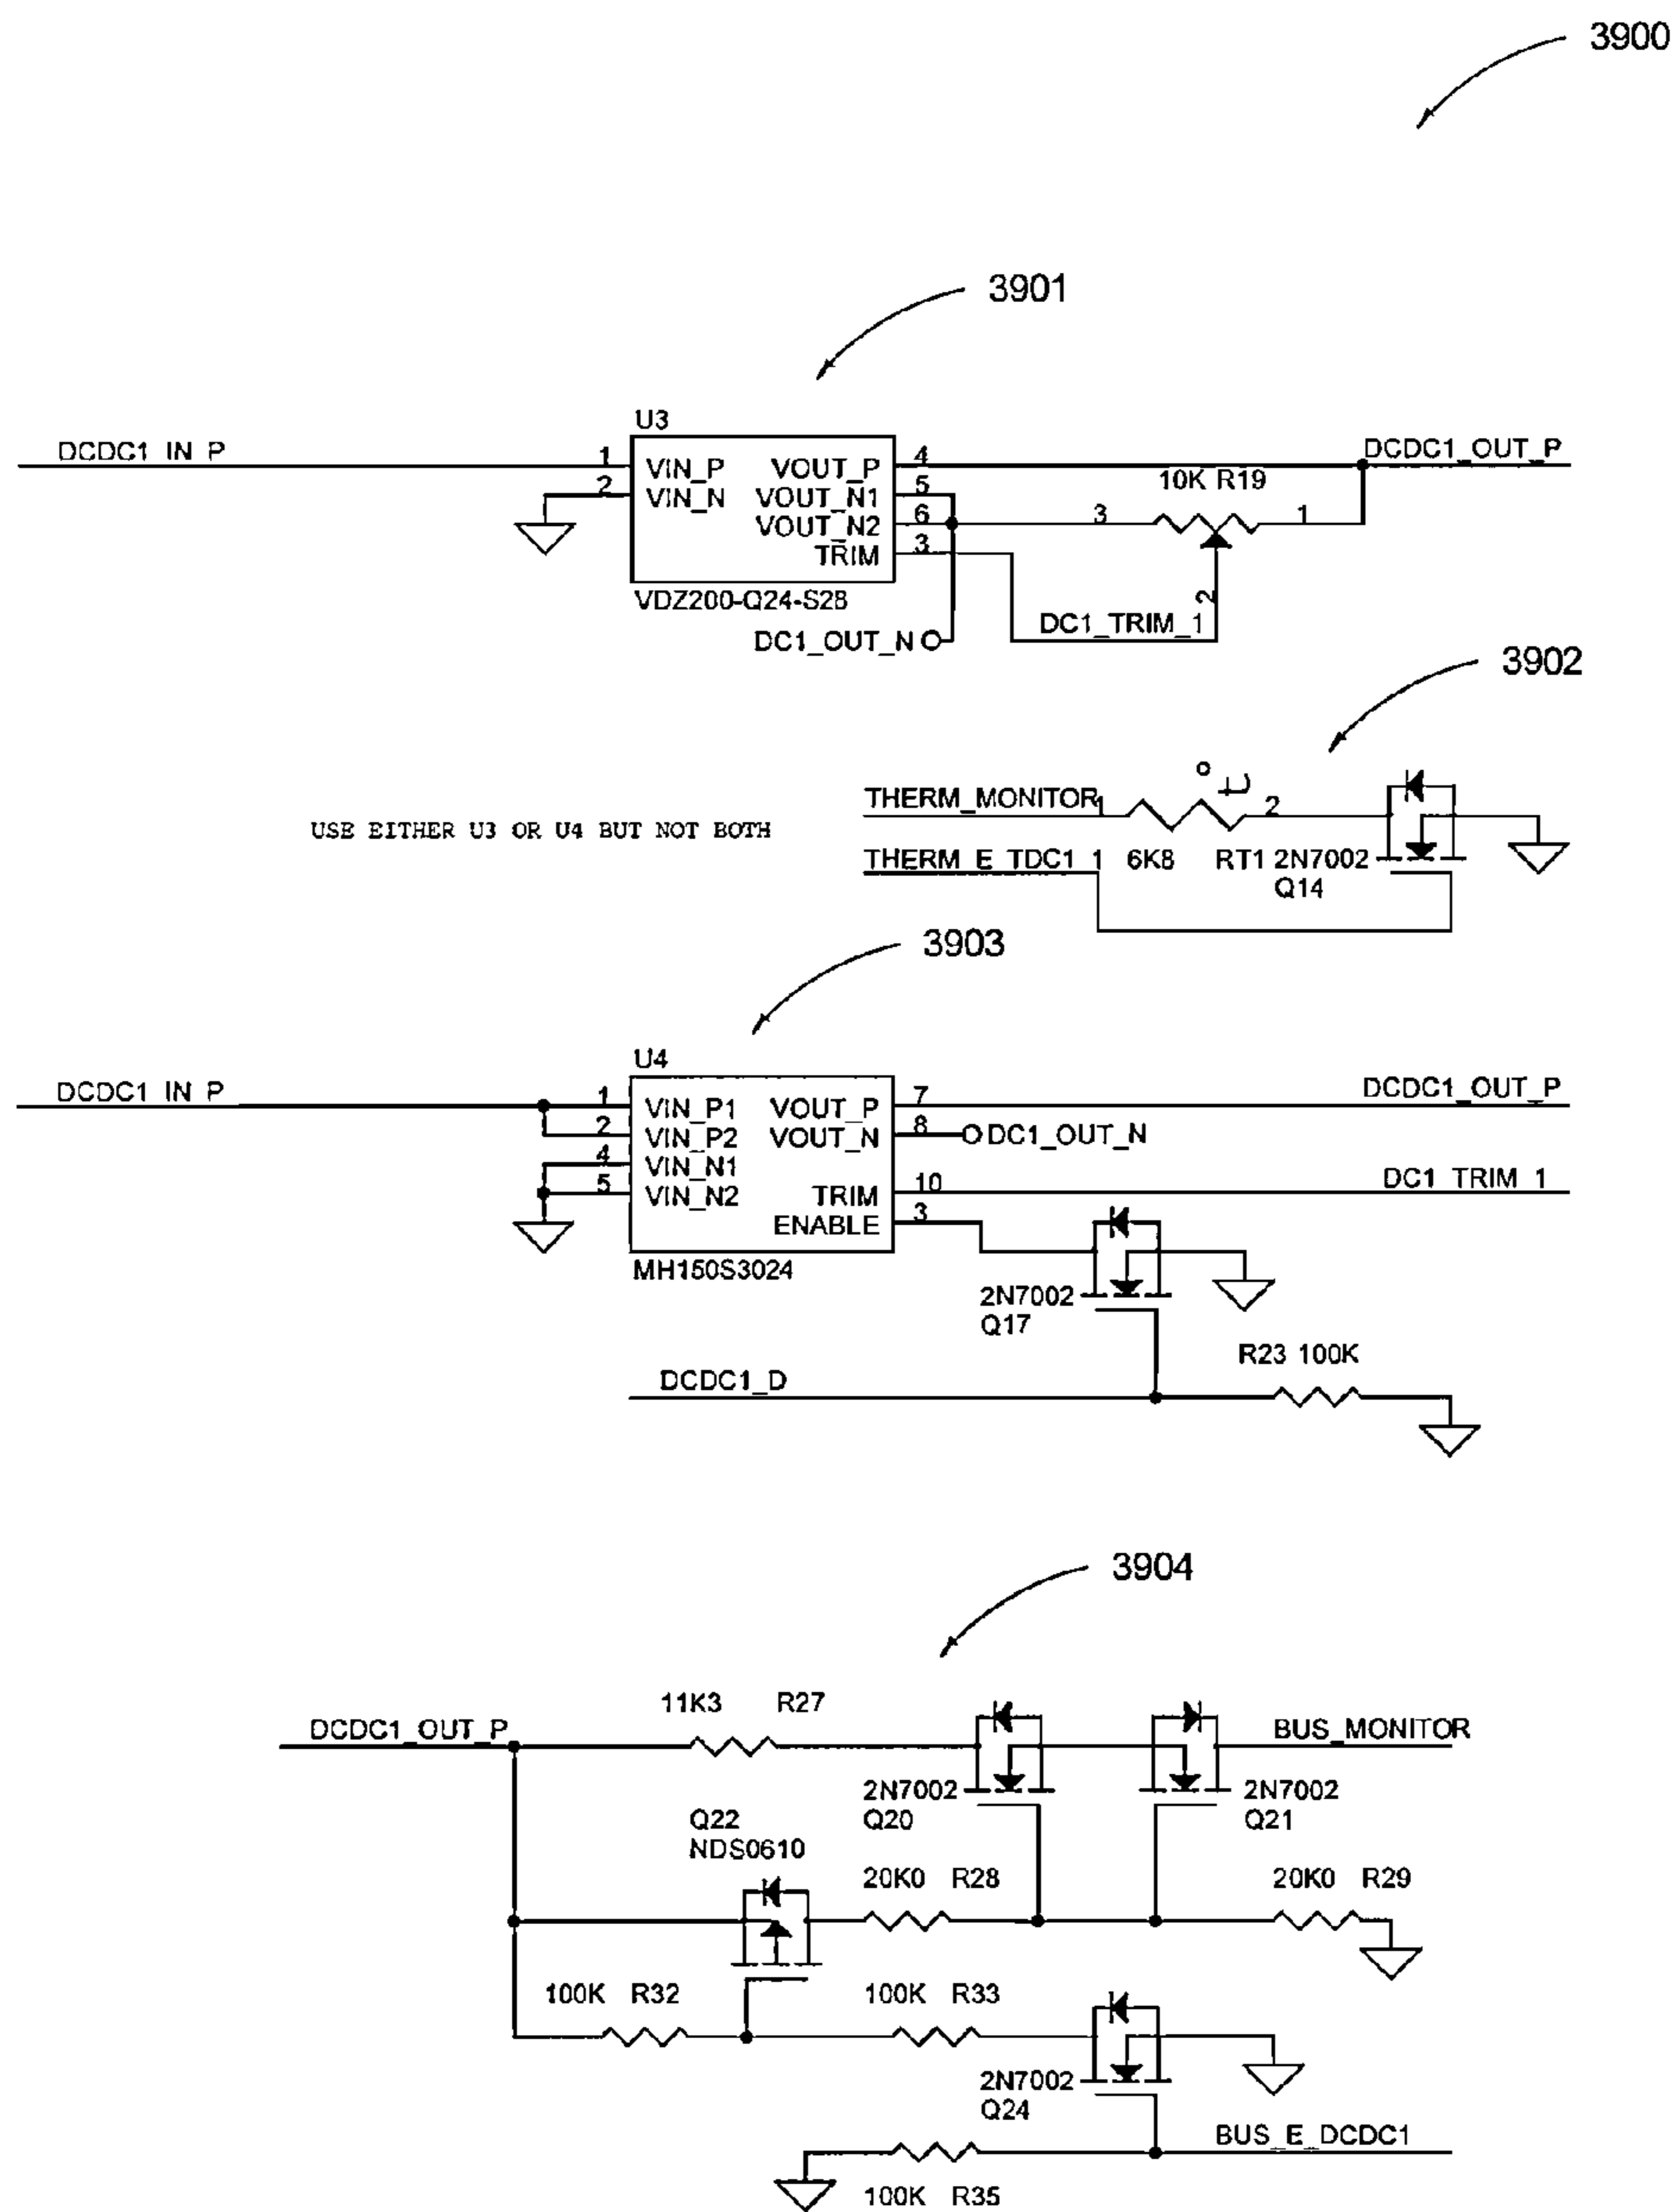 3900
3901
U3
DCDC1_IN_P
1 VIN_P VOUT_P 4
DCDC1_OUT_P
2 VIN_N VOUT_N1 5
10K R19
VOUT_N2 6
3 1
TRIM 3
2
VDZ200-Q24-S28
DC1_OUT_N
DC1_TRIM_1
3902
THERM_MONITOR 1 2
USE EITHER U3 OR U4 BUT NOT BOTH
THERM_E_TDC1_1 6K8 RT1 2N7002
Q14
3903
U4
DCDC1_IN_P
1 VIN_P1 VOUT_P 7
DCDC1_OUT_P
2 VIN_P2 VOUT_N 8 DC1_OUT_N
4 VIN_N1
5 VIN_N2 TRIM 10
DC1_TRIM_1
ENABLE 3
MH150S3024
2N7002
Q17
R23 100K
DCDC1_D
3904
11K3 R27
DCDC1_OUT_P
BUS_MONITOR
2N7002
Q20
2N7002
Q21
Q22
NDS0610
20K0 R28
20K0 R29
100K R32
100K R33
2N7002
Q24
BUS_E_DCDC1
100K R35